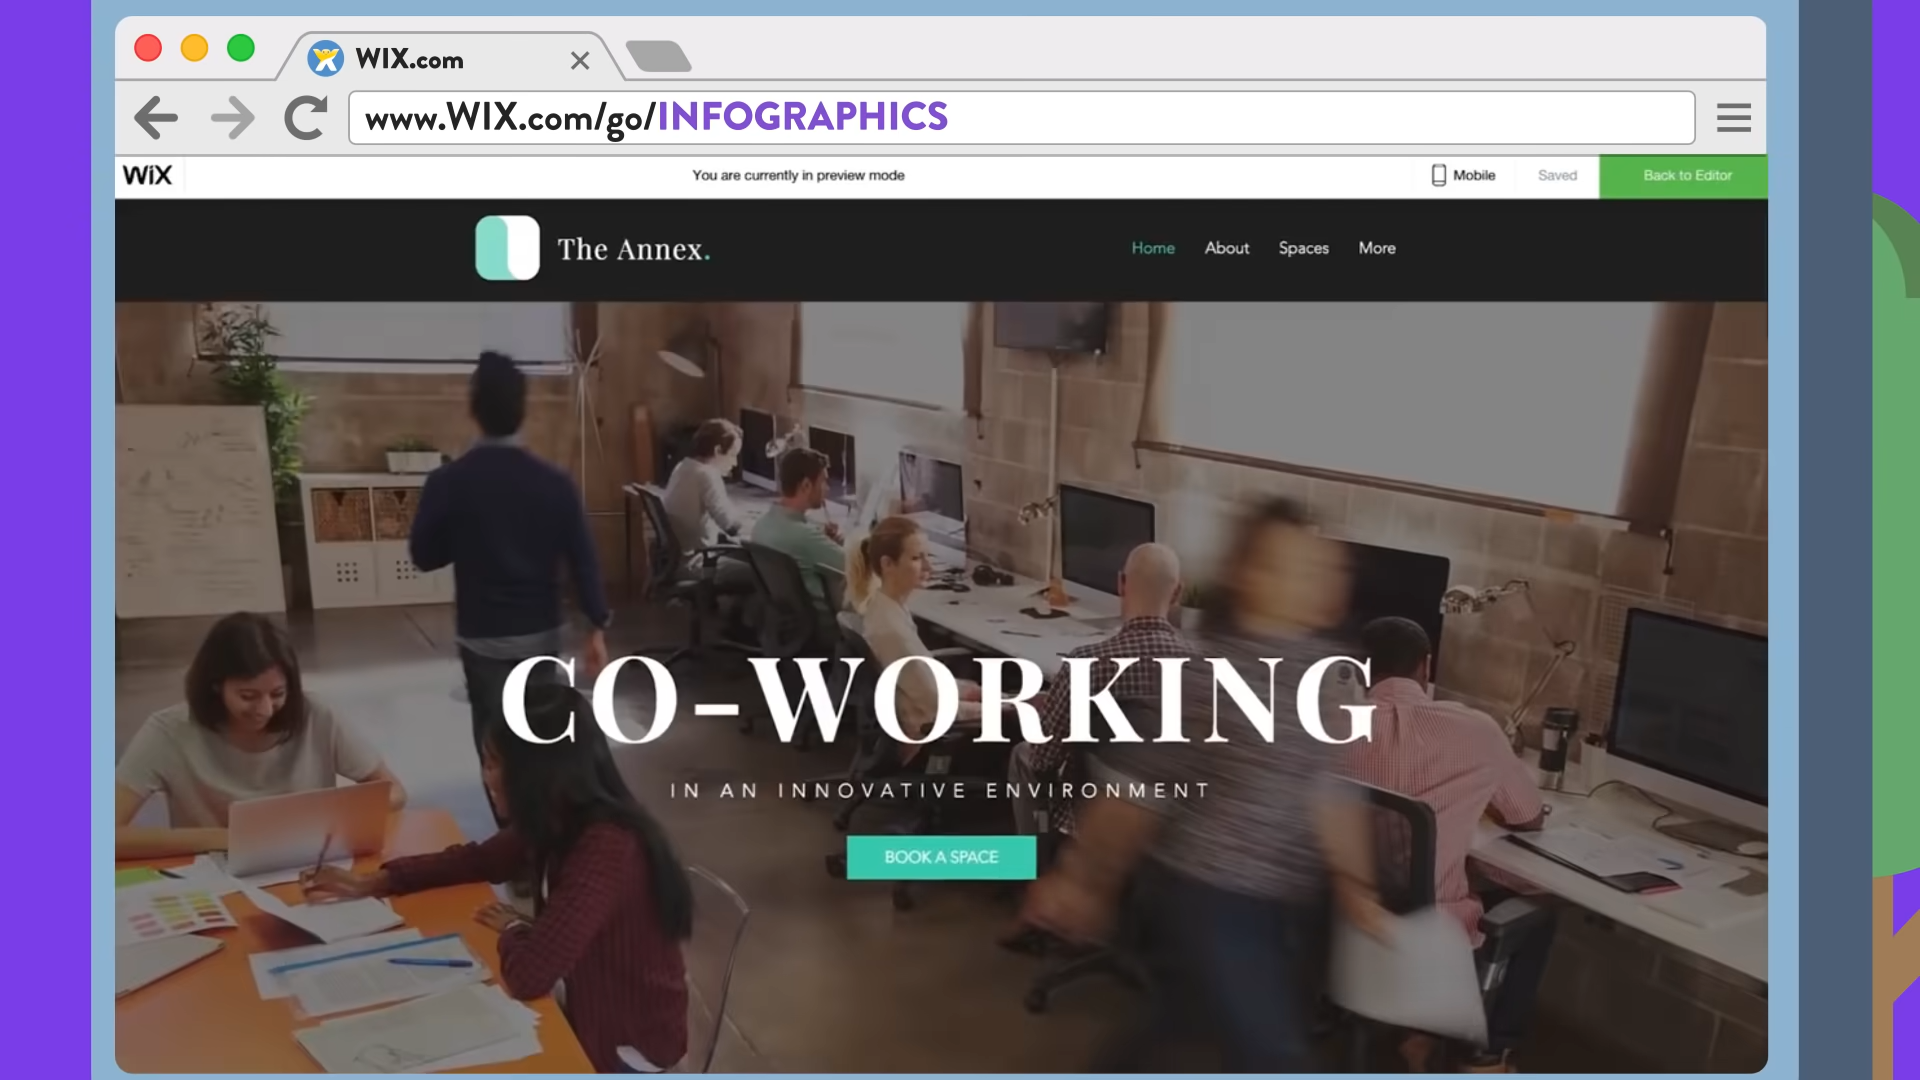 WIX.com
www.WIX.com/go/INFOGRAPHICS
WiX
You are currently in preview mode
Mobile
Saved
Back to Editor
The Annex.
Home
About
Spaces
More
CO-WORKING
IN AN INNOVATIVE ENVIRONMENT
BOOK A SPACE